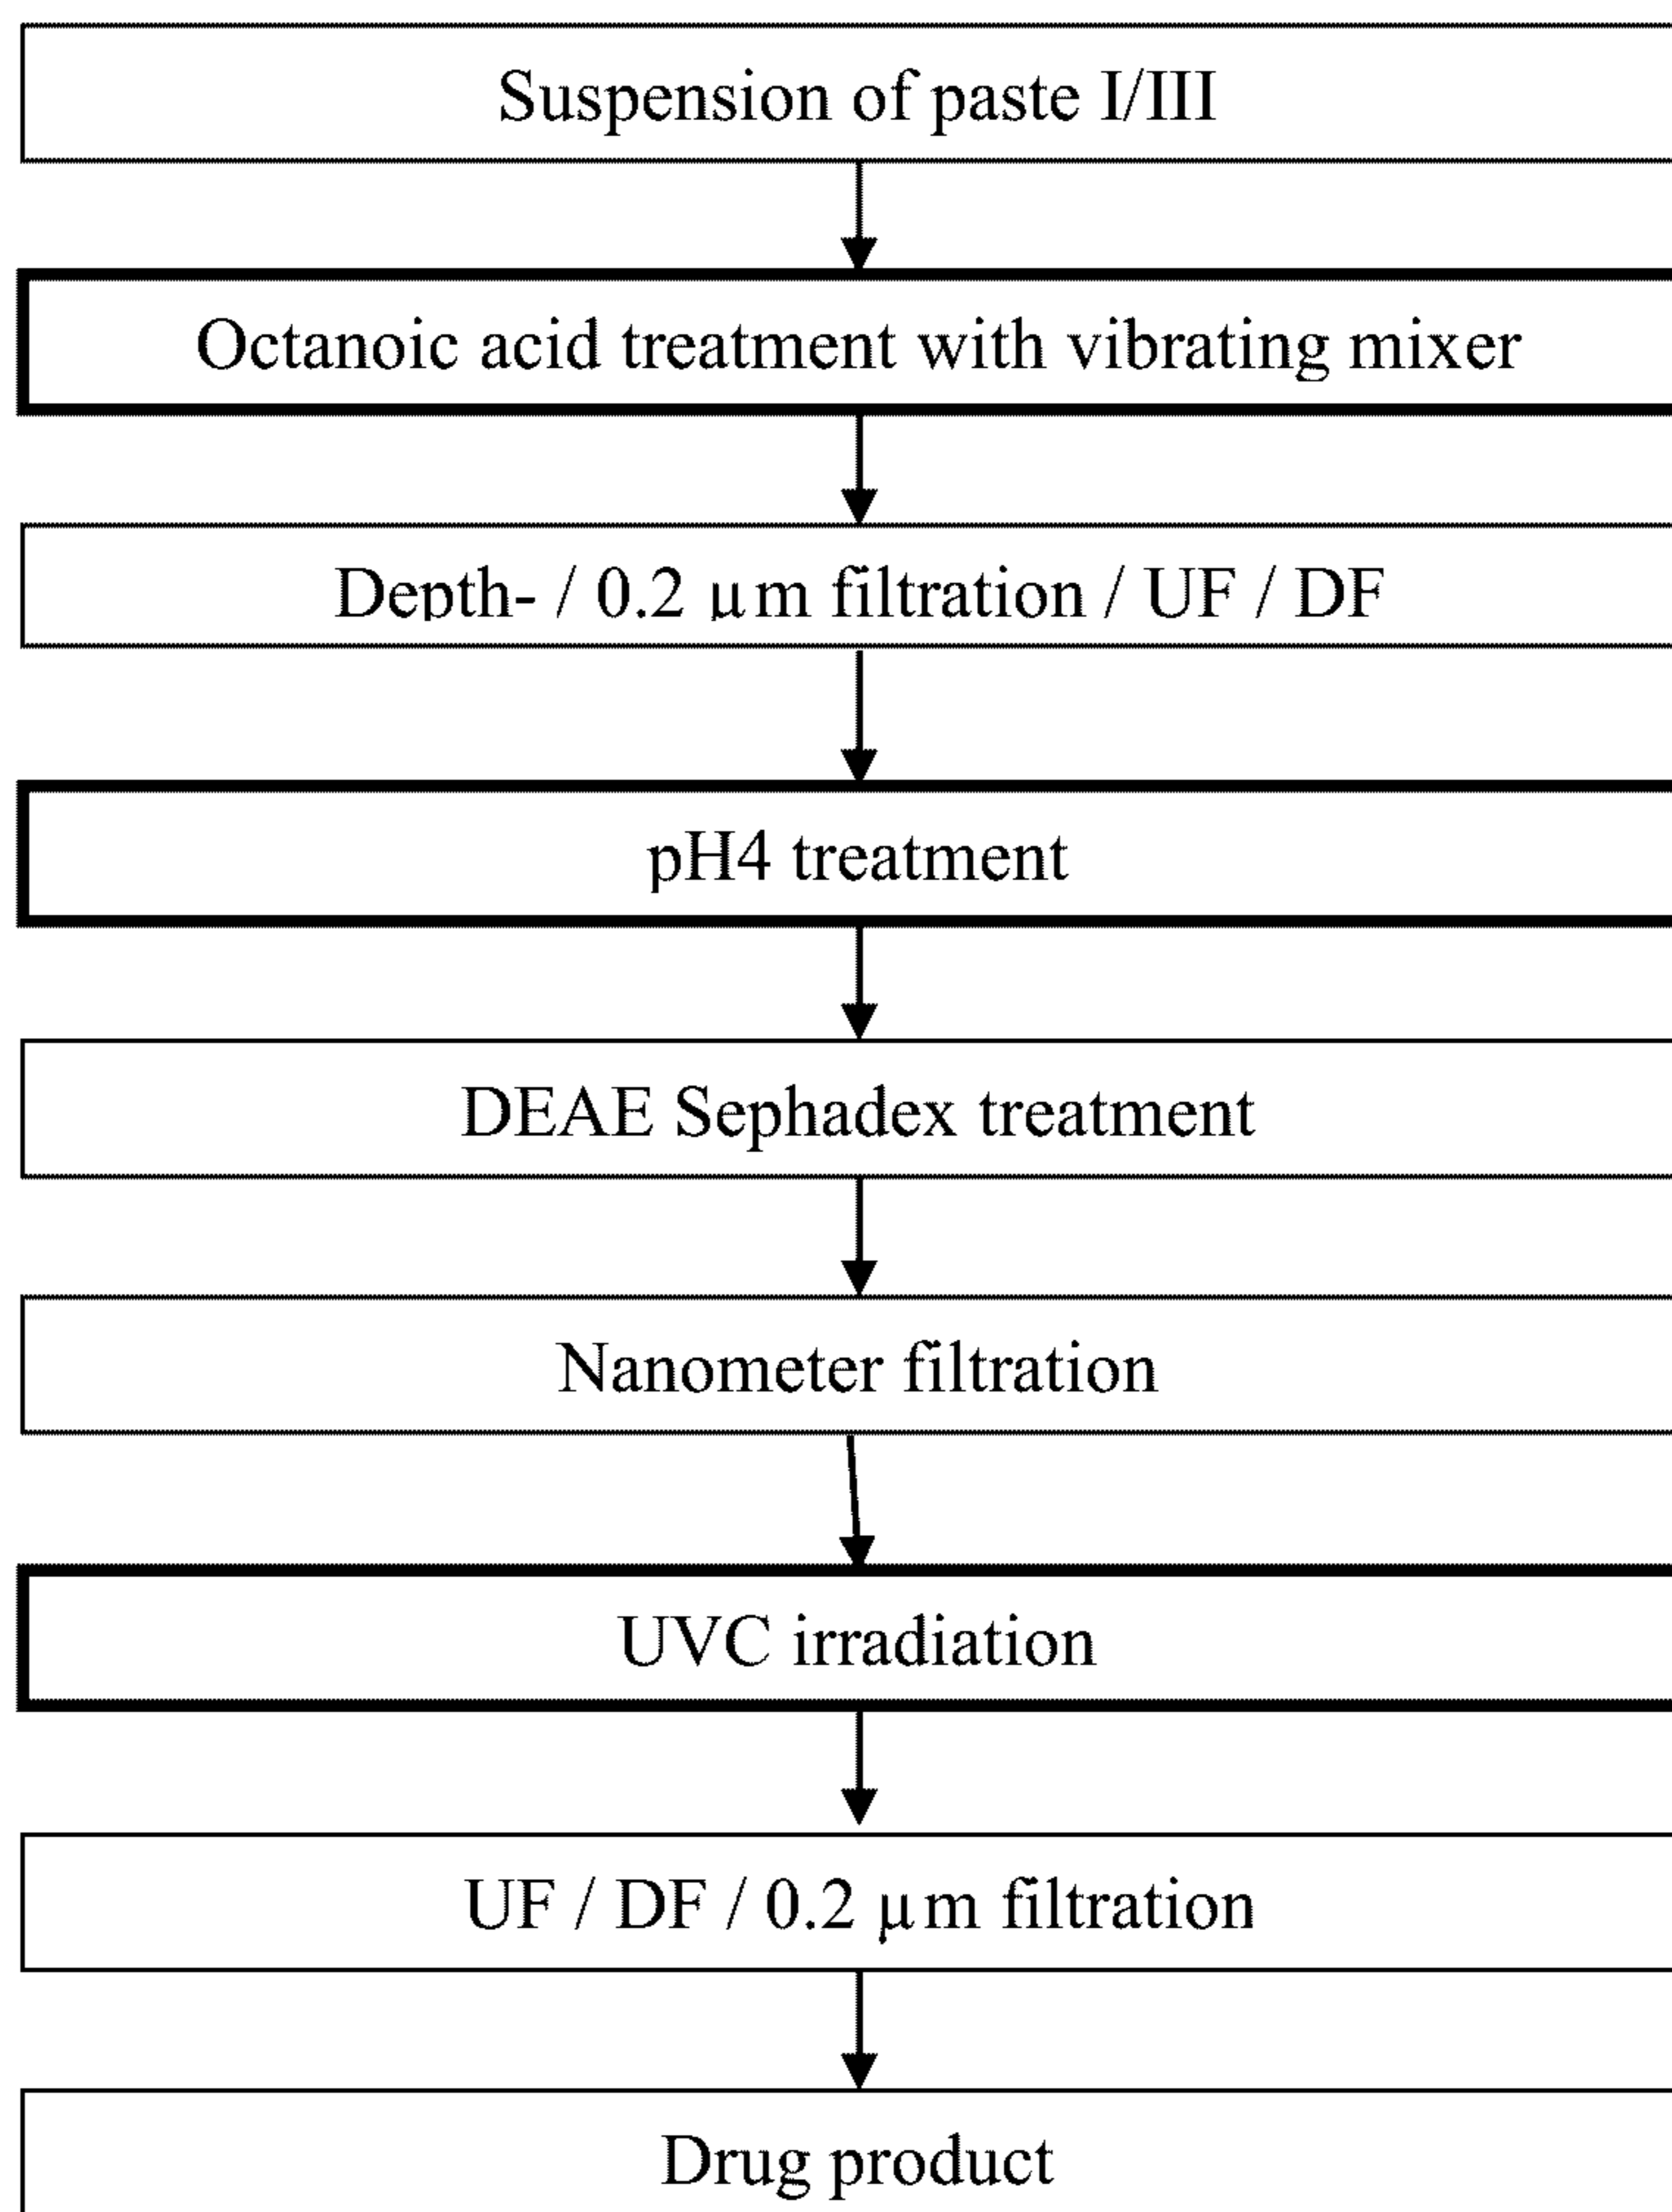 Suspension of paste I/III
Octanoic acid treatment with vibrating mixer
Depth- / 0.2 µm filtration / UF / DF
pH4 treatment
DEAE Sephadex treatment
Nanometer filtration
UVC irradiation
UF / DF / 0.2 µm filtration
Drug product